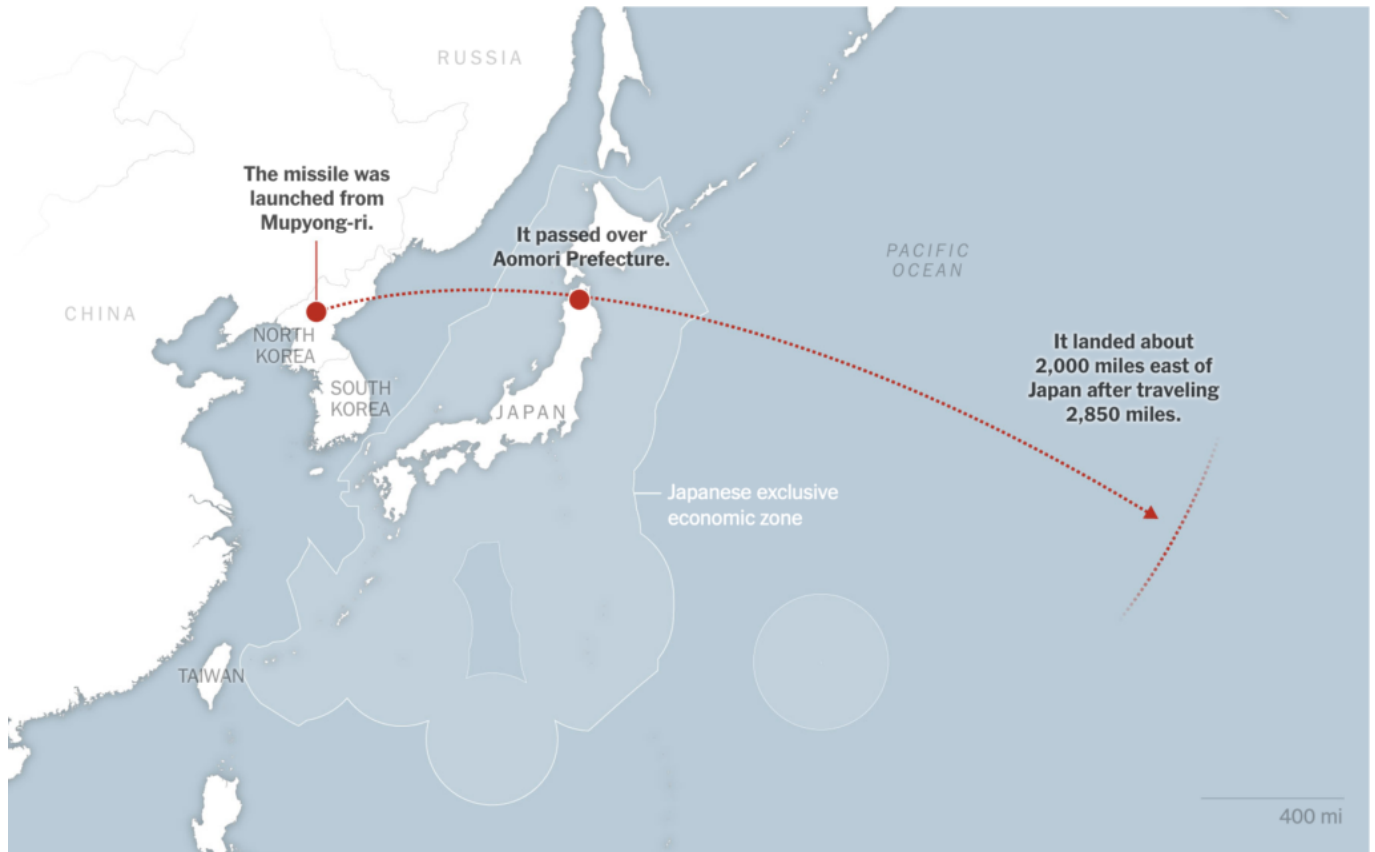 RUSSIA
The missile was
launched from
Mupyong-ri.
It passed over
Aomori Prefecture.
PACIFIC
OCEAN
CHINA
NORTH
KOREA
It landed about
2,000 miles east of
Japan after traveling
2,850 miles.
SOUTH
KOREA
JAPAN
Japanese exclusive
economic zone
TAIWAN
400 mi